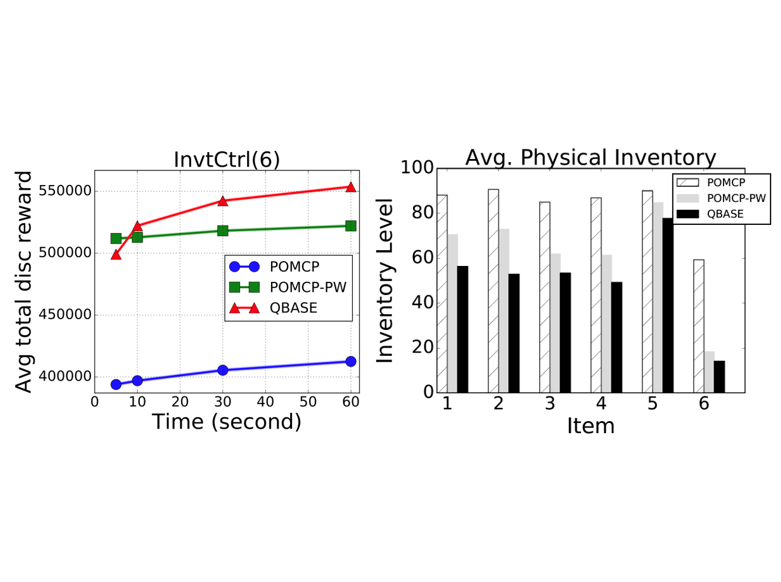 InvtCtrl(6)
Avg total disc reward
550000
500000
450000
400000
0 10 20 30 40 50 60
Time (second)
POMCP
POMCP-PW
QBASE
Avg. Physical Inventory
Inventory Level
100
80
60
40
20
0
1 2 3 4 5 6
Item
POMCP
POMCP-PW
QBASE